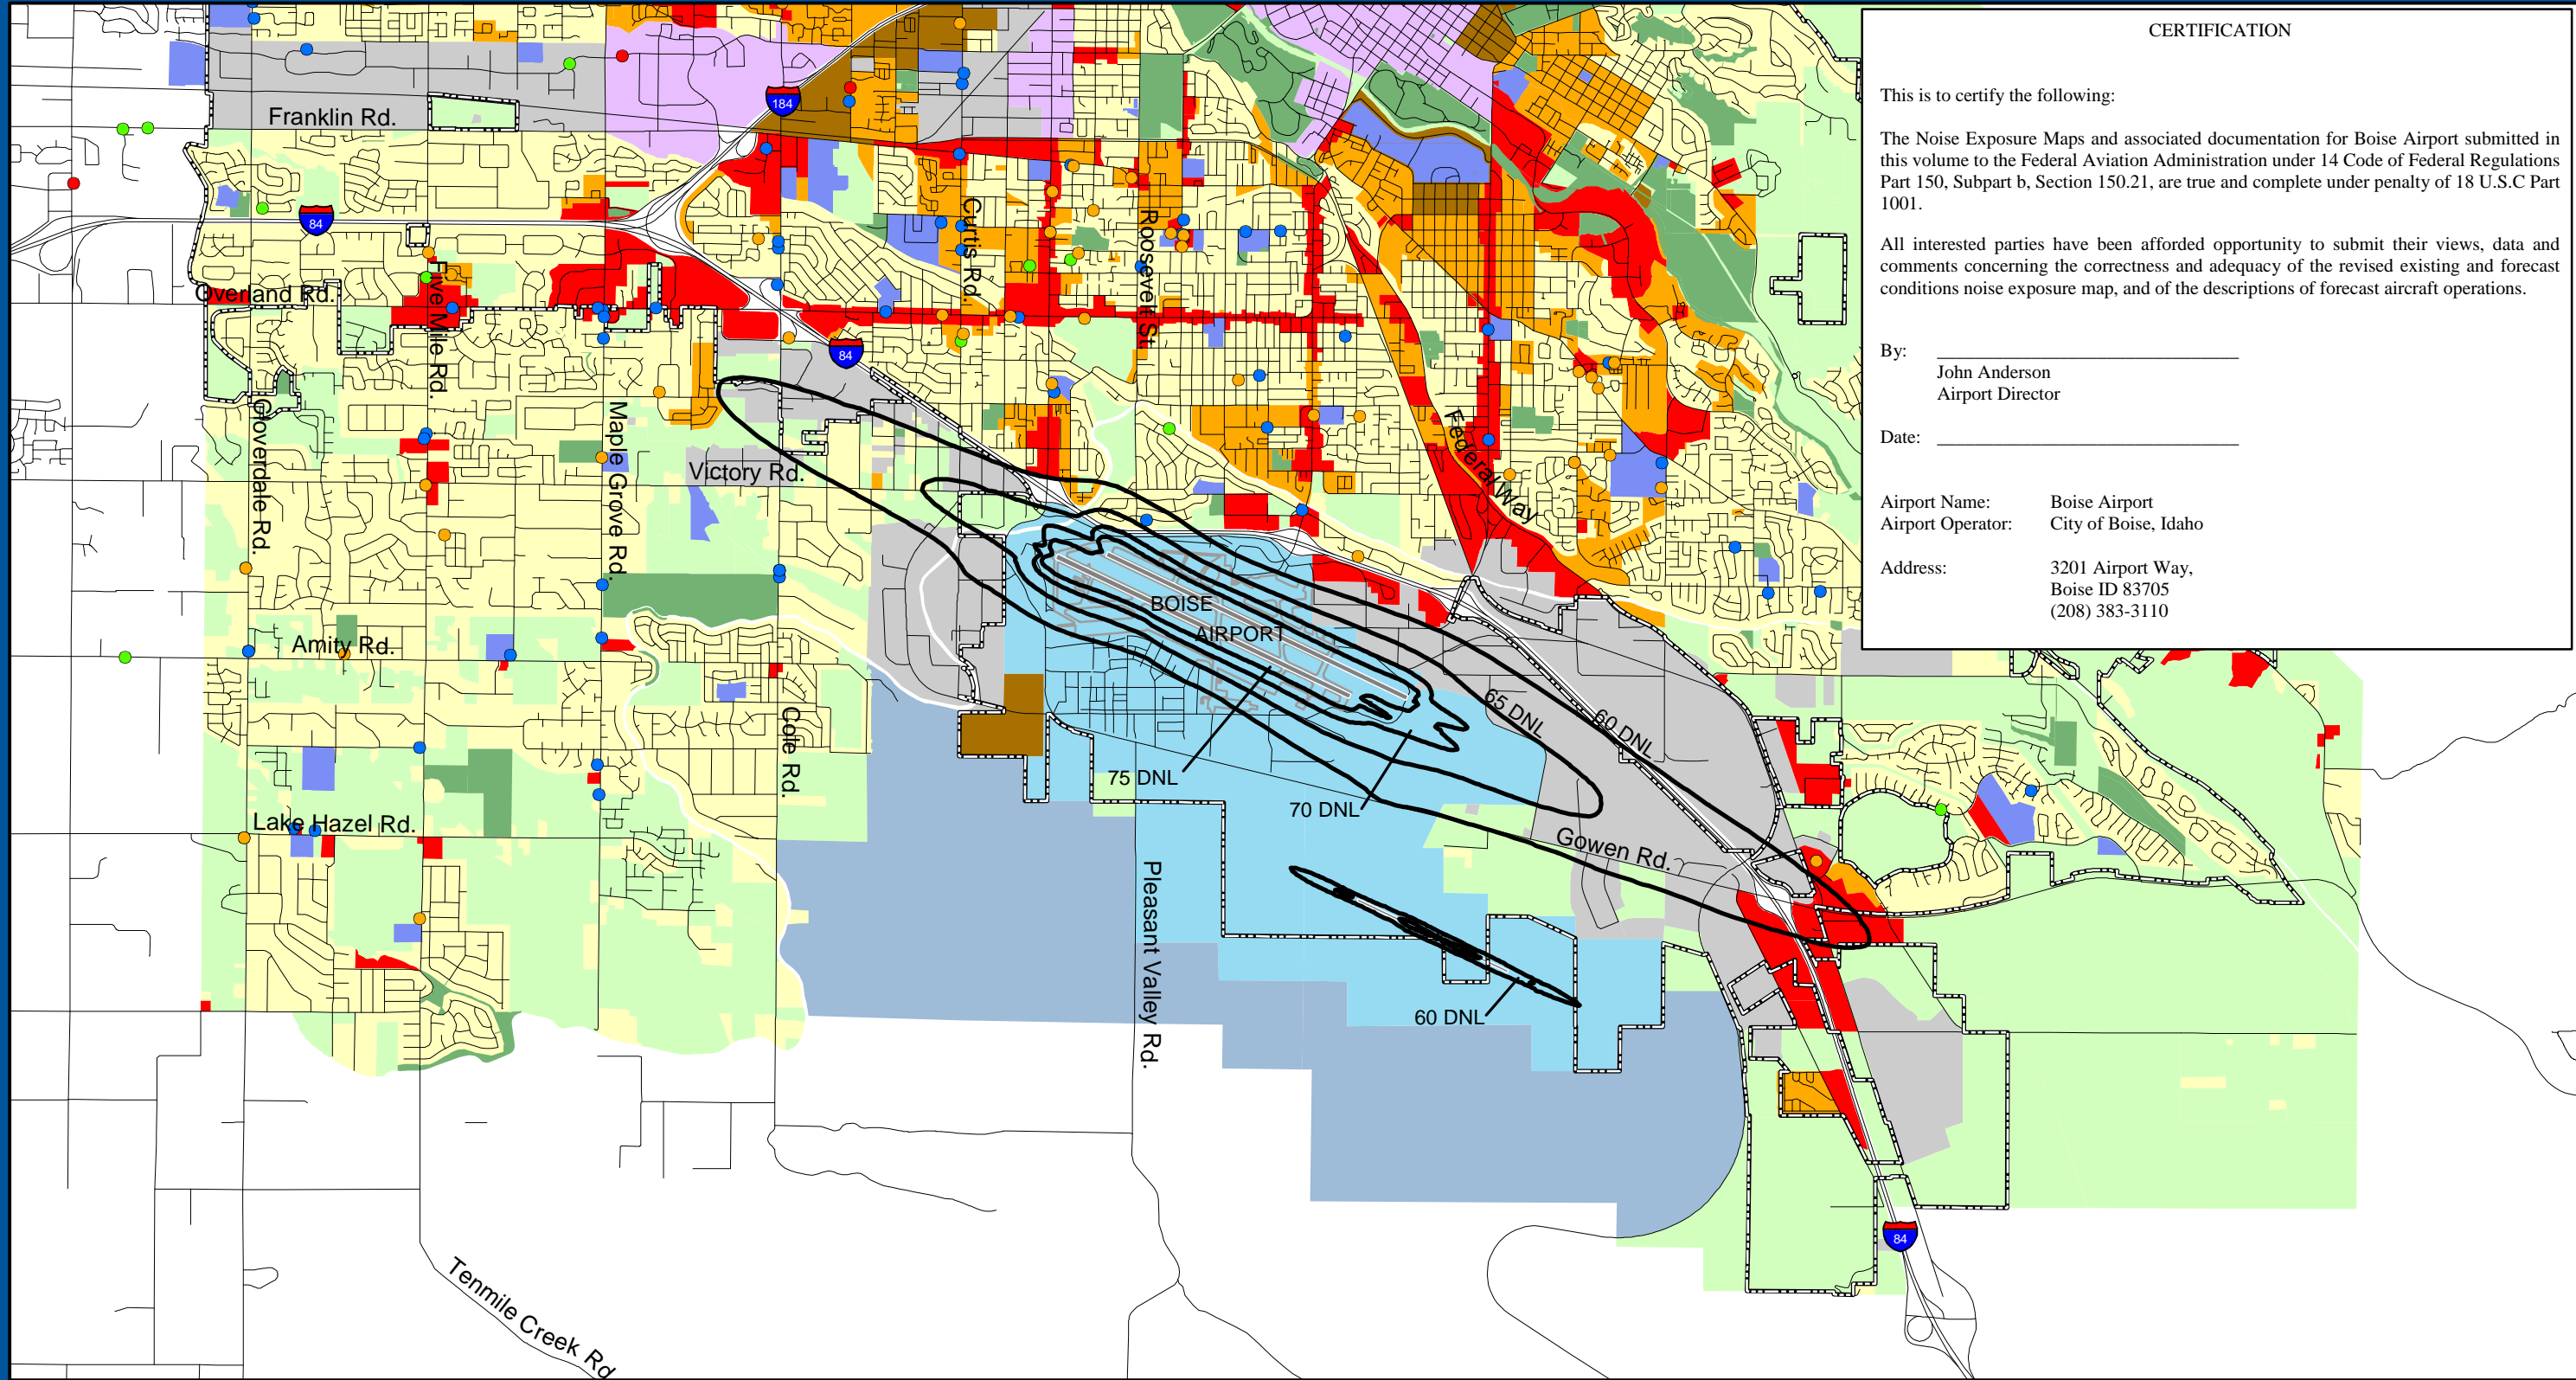 CERTIFICATION
This is to certify the following:
The Noise Exposure Maps and associated documentation for Boise Airport submitted in
this volume to the Federal Aviation Administration under 14 Code of Federal Regulations
Part 150, Subpart b, Section 150.21, are true and complete under penalty of 18 U.S.C Part
1001.
All interested parties have been afforded opportunity to submit their views, data and
comments concerning the correctness and adequacy of the revised existing and forecast
conditions noise exposure map, and of the descriptions of forecast aircraft operations.
By:
John Anderson
Airport Director
Date:
Airport Name: Boise Airport
Airport Operator: City of Boise, Idaho
Address: 3201 Airport Way,
Boise ID 83705
(208) 383-3110
184
Franklin Rd.
84
Curtis Rd.
Roosevelt St.
Overland Rd.
Five Mile Rd.
84
Cloverdale Rd.
Maple Grove Rd.
Victory Rd.
Federal Way
BOISE
AIRPORT
Amity Rd.
Cole Rd.
65 DNL
60 DNL
75 DNL
70 DNL
Lake Hazel Rd.
Gowen Rd.
Pleasant Valley Rd.
60 DNL
84
Tenmile Creek Rd